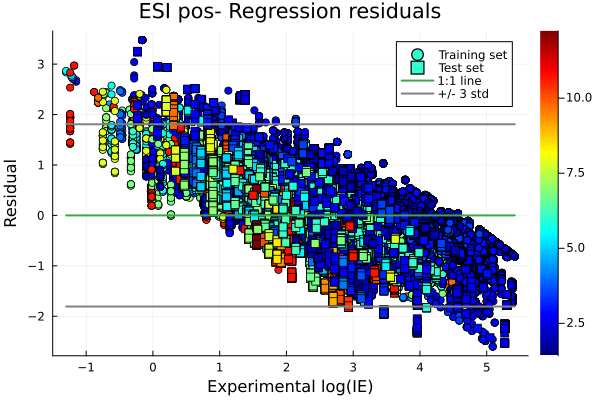 ESI pos- Regression residuals
Training set
Test set
1:1 line
+/- 3 std
3
2
1
0
−1
−2
Residual
−1
0
1
2
3
4
5
Experimental log(IE)
10.0
7.5
5.0
2.5